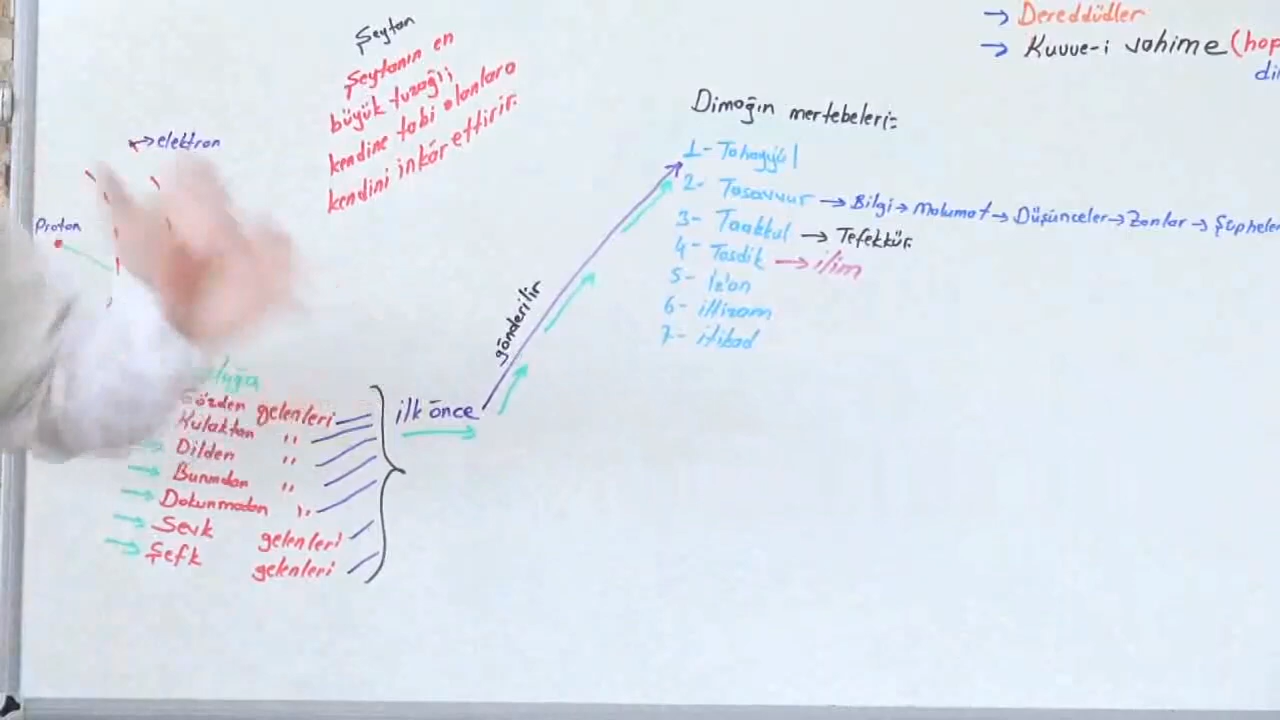 → Dereddüdler
→ Kuvve-i vahime (hop
Şeytan
Şeytanın en
büyük tuzağı;
kendine tabi olanlara
kendini inkâr ettirir.
elektron
Proton
Dimağın mertebeleri:
1- Tahayyül
2- Tasavvur → Bilgi → Malumat → Düşünceler → Zanlar → Şüpheler
3- Taakkul → Tefekkür
4- Tasdik → ilim
5- İz'an
6- iltizam
7- itikad
gönderilir
ilk önce
Gözden gelenleri
Kulaktan ,,
Dilden ,,
Burundan ,,
Dokunmadan ,,
Sevk gelenleri
Şefk gelenleri